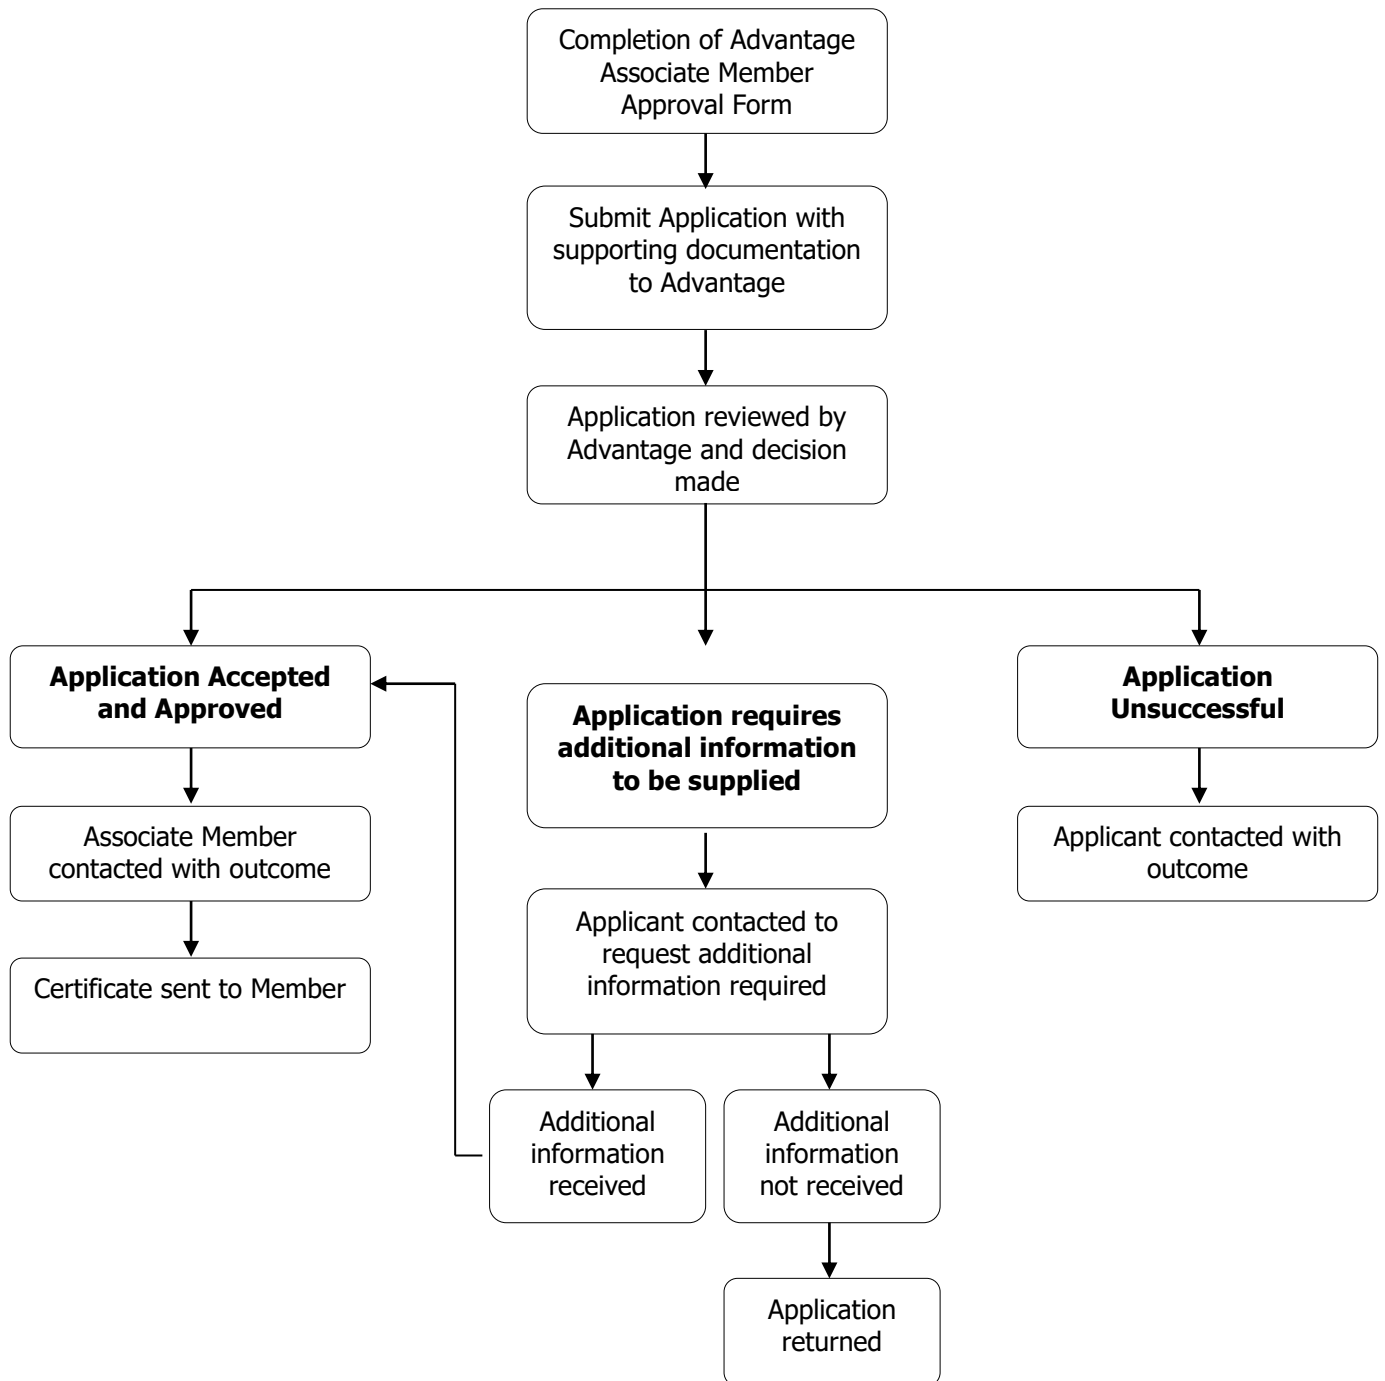 Completion of Advantage
Associate Member
Approval Form
Submit Application with
supporting documentation
to Advantage
Application reviewed by
Advantage and decision
made
Application Accepted
and Approved
Application requires
additional information
to be supplied
Application
Unsuccessful
Associate Member
contacted with outcome
Applicant contacted with
outcome
Applicant contacted to
request additional
information required
Certificate sent to Member
Additional
information
received
Additional
information
not received
Application
returned